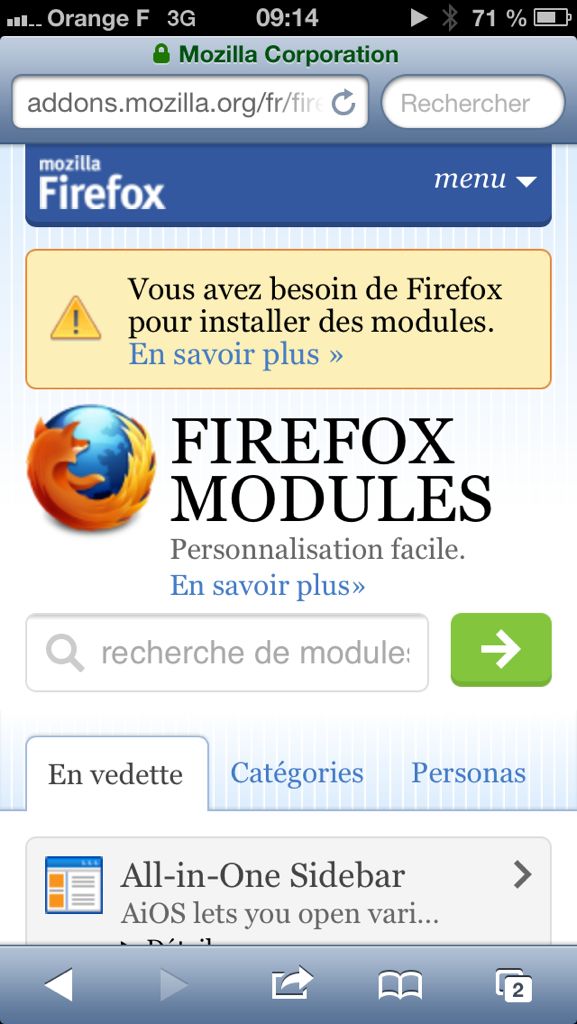 Orange F 3G 09:14 71 %
Mozilla Corporation
addons.mozilla.org/fr/fire Rechercher
mozilla
Firefox
menu
Vous avez besoin de Firefox
pour installer des modules.
En savoir plus »
FIREFOX
MODULES
Personnalisation facile.
En savoir plus»
recherche de modules
En vedette Catégories Personas
All-in-One Sidebar
AiOS lets you open vari...
2